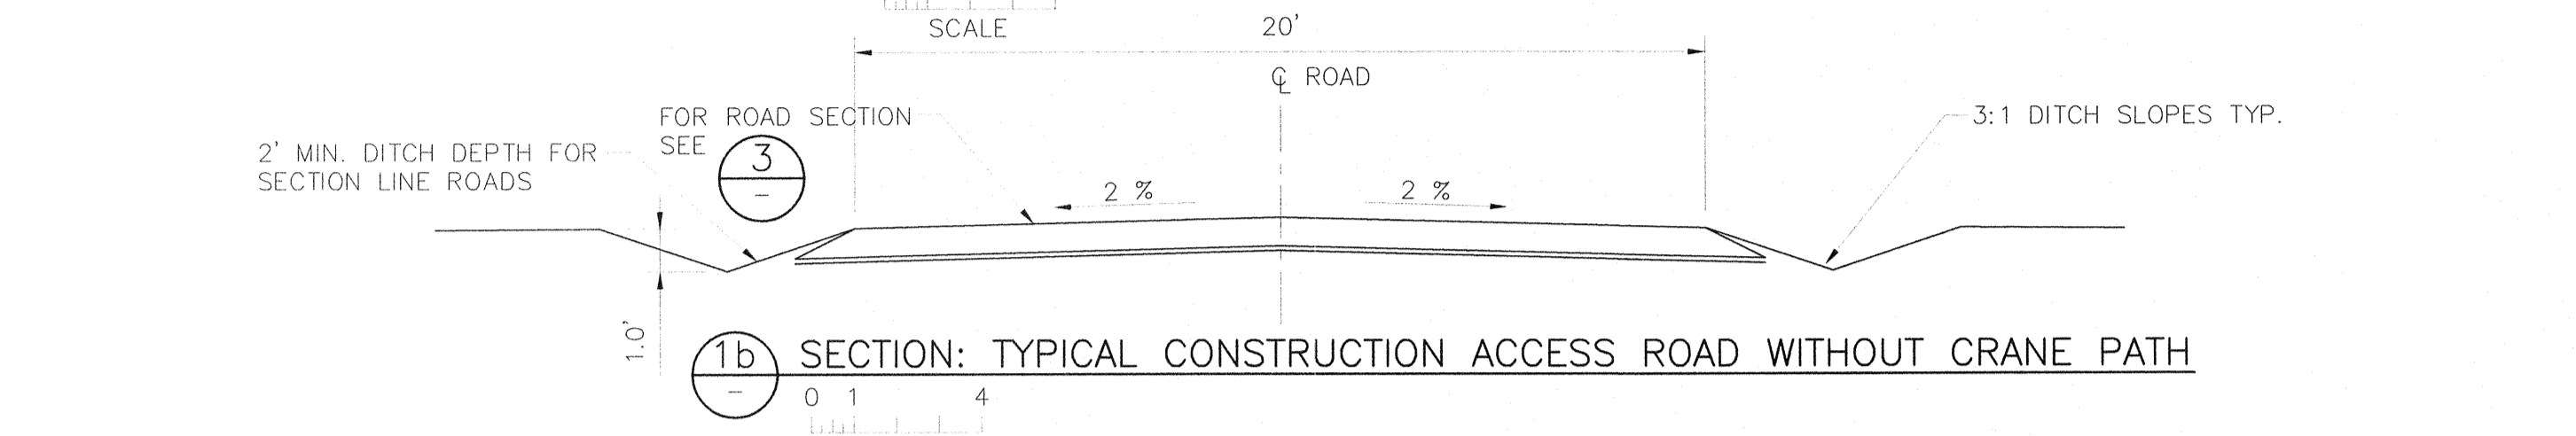 SCALE
20'
℄ ROAD
FOR ROAD SECTION
SEE
3
-
2' MIN. DITCH DEPTH FOR
SECTION LINE ROADS
3:1 DITCH SLOPES TYP.
2 %
2 %
1.0'
1b
-
SECTION: TYPICAL CONSTRUCTION ACCESS ROAD WITHOUT CRANE PATH
0 1 4